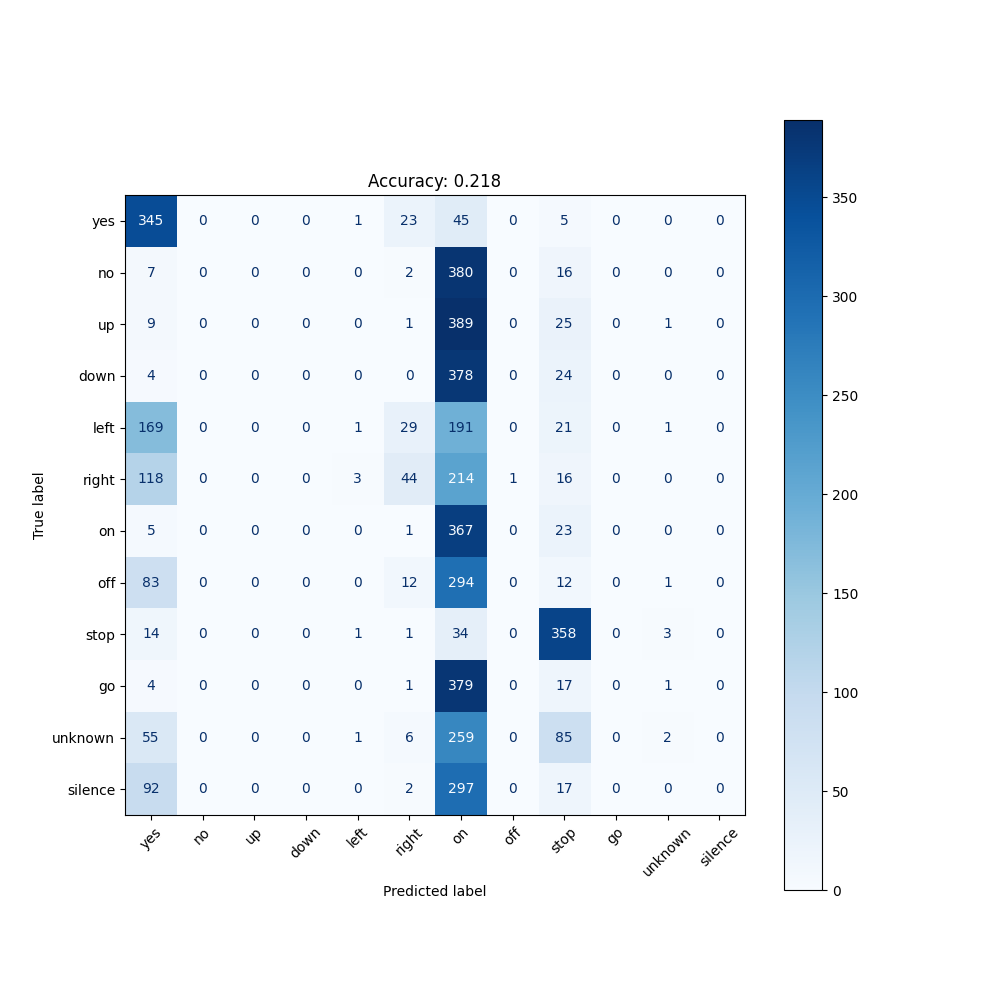 Accuracy: 0.218
yes 345 0 0 0 1 23 45 0 5 0 0 0
no 7 0 0 0 0 2 380 0 16 0 0 0
up 9 0 0 0 0 1 389 0 25 0 1 0
down 4 0 0 0 0 0 378 0 24 0 0 0
left 169 0 0 0 1 29 191 0 21 0 1 0
right 118 0 0 0 3 44 214 1 16 0 0 0
on 5 0 0 0 0 1 367 0 23 0 0 0
off 83 0 0 0 0 12 294 0 12 0 1 0
stop 14 0 0 0 1 1 34 0 358 0 3 0
go 4 0 0 0 0 1 379 0 17 0 1 0
unknown 55 0 0 0 1 6 259 0 85 0 2 0
silence 92 0 0 0 0 2 297 0 17 0 0 0
yes no up down left right on off stop go unknown silence
Predicted label
True label
350
300
250
200
150
100
50
0